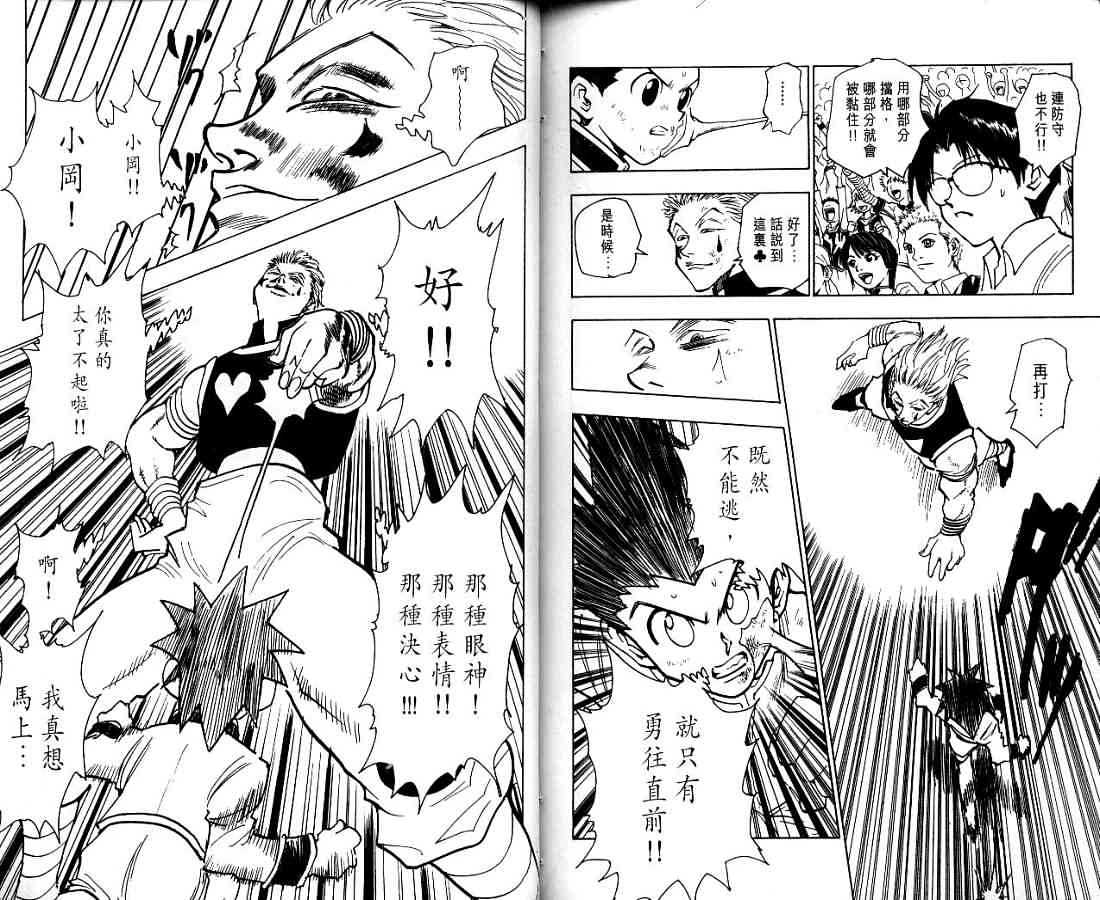 連防守
也不行!!
用哪部分
擋格,
哪部分就會
被黏住!!
……
好了…
話説到
這裏♣
是時候…
再打…
既然
不能逃,
就只有
勇往直前!!
啊
小岡!!
小岡!
好!!
你真的
太了不起啦!!
那種眼神!
那種表情!!
那種決心!!!
啊!
我真想
馬上…